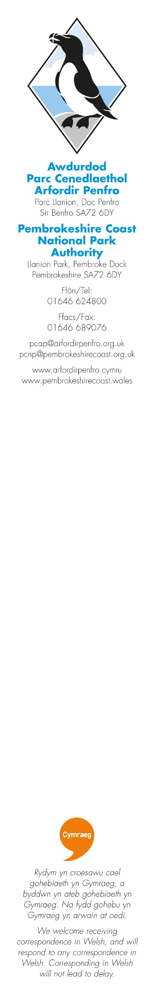 Awdurdod
Parc Cenedlaethol
Arfordir Penfro
Parc Llanion, Doc Penfro
Sir Benfro SA72 6DY
Pembrokeshire Coast
National Park
Authority
Llanion Park, Pembroke Dock
Pembrokeshire SA72 6DY
Ffôn/Tel:
01646 624800
Ffacs/Fax:
01646 689076
pcap@arfordirpenfro.org.uk
pcnp@pembrokeshirecoast.org.uk
www.arfordirpenfro.cymru
www.pembrokeshirecoast.wales
Cymraeg
Rydym yn croesawu cael
gohebiaeth yn Gymraeg, a
byddwn yn ateb gohebiaeth yn
Gymraeg. Na fydd gohebu yn
Gymraeg yn arwain at oedi.
We welcome receiving
correspondence in Welsh, and will
respond to any correspondence in
Welsh. Corresponding in Welsh
will not lead to delay.